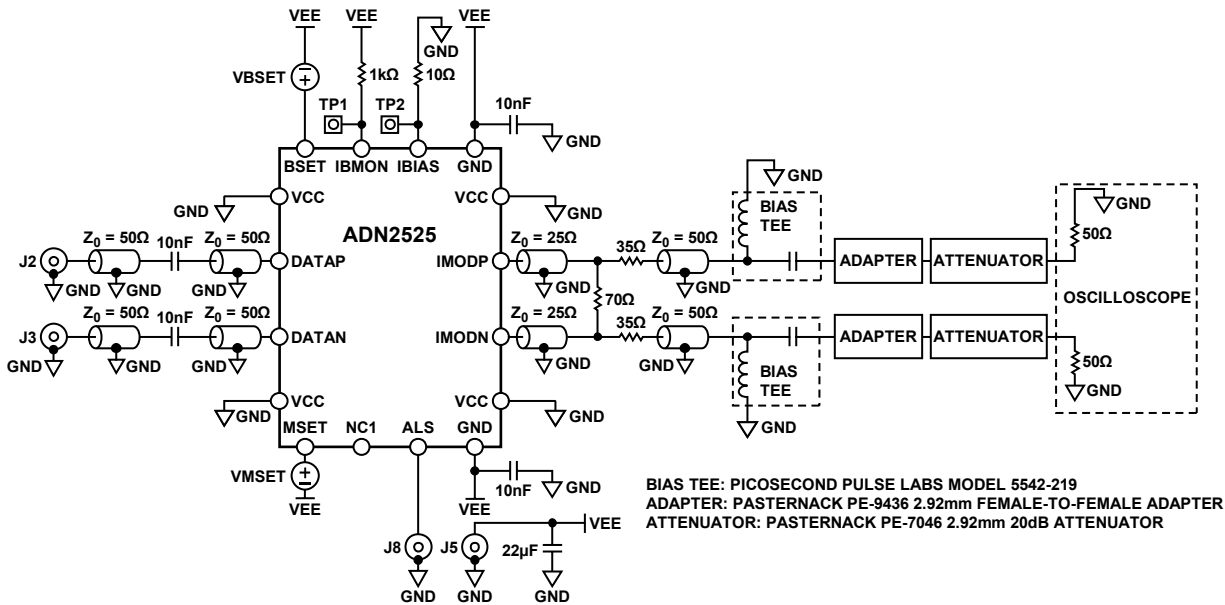 VEE VEE VEE
GND
VBSET
1kΩ
10Ω
TP1
TP2
10nF
GND
BSET IBMON IBIAS GND
VCC
GND
VCC
GND
ADN2525
GND
BIAS TEE
Z0 = 50Ω
10nF
Z0 = 50Ω
J2
GND
GND
GND
DATAP
IMODP
Z0 = 25Ω
GND
35Ω
Z0 = 50Ω
GND
70Ω
ADAPTER
ATTENUATOR
GND
50Ω
OSCILLOSCOPE
Z0 = 50Ω
10nF
Z0 = 50Ω
J3
GND
GND
GND
DATAN
IMODN
Z0 = 25Ω
GND
35Ω
Z0 = 50Ω
GND
ADAPTER
ATTENUATOR
50Ω
GND
BIAS TEE
GND
VCC
GND
VCC
GND
MSET NC1 ALS GND
VMSET
VEE
10nF
GND
VEE
J8
GND
J5
GND
22µF
GND
VEE
BIAS TEE: PICOSECOND PULSE LABS MODEL 5542-219
ADAPTER: PASTERNACK PE-9436 2.92mm FEMALE-TO-FEMALE ADAPTER
ATTENUATOR: PASTERNACK PE-7046 2.92mm 20dB ATTENUATOR